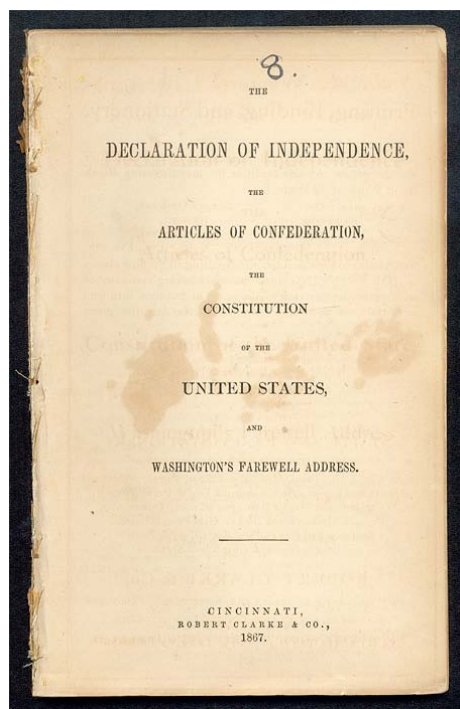 8.
THE
DECLARATION OF INDEPENDENCE,
THE
ARTICLES OF CONFEDERATION,
THE
CONSTITUTION
OF THE
UNITED STATES,
AND
WASHINGTON'S FAREWELL ADDRESS.
CINCINNATI,
ROBERT CLARKE & CO.,
1867.